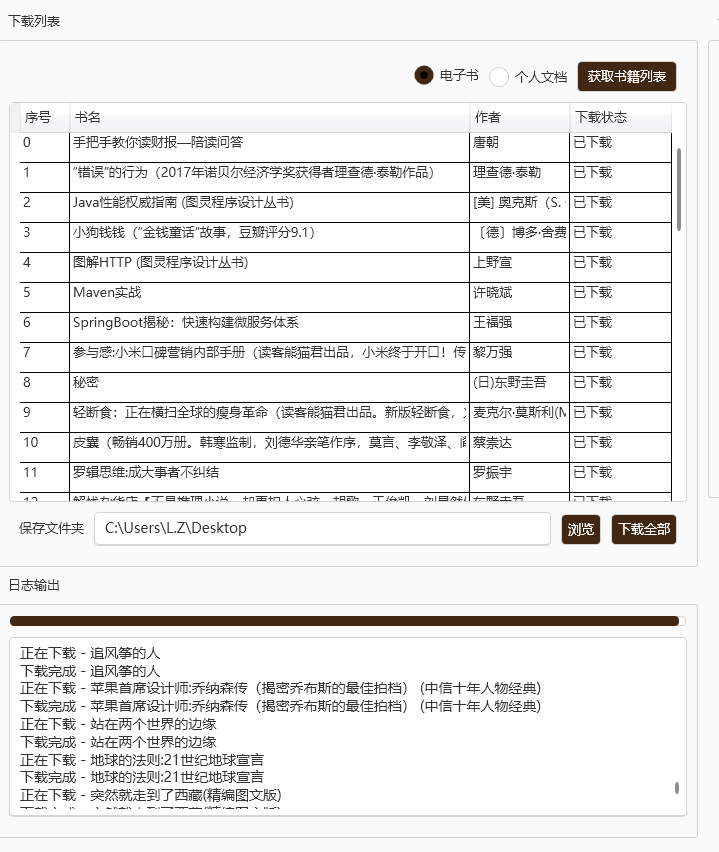 下载列表
电子书 个人文档 获取书籍列表
序号 书名 作者 下载状态
0 手把手教你读财报—陪读问答 唐朝 已下载
1 “错误”的行为（2017年诺贝尔经济学奖获得者理查德·泰勒作品） 理查德·泰勒 已下载
2 Java性能权威指南 (图灵程序设计丛书) [美] 奥克斯（S. 已下载
3 小狗钱钱（“金钱童话”故事，豆瓣评分9.1） 〔德〕博多·舍费 已下载
4 图解HTTP (图灵程序设计丛书) 上野宣 已下载
5 Maven实战 许晓斌 已下载
6 SpringBoot揭秘：快速构建微服务体系 王福强 已下载
7 参与感:小米口碑营销内部手册（读客熊猫君出品，小米终于开口！传 黎万强 已下载
8 秘密 (日)东野圭吾 已下载
9 轻断食：正在横扫全球的瘦身革命（读客熊猫君出品。新版轻断食， 麦克尔·莫斯利(M 已下载
10 皮囊（畅销400万册。韩寒监制，刘德华亲笔作序，莫言、李敬泽、 蔡崇达 已下载
11 罗辑思维:成大事者不纠结 罗振宇 已下载
保存文件夹 C:\Users\L.Z\Desktop 浏览 下载全部
日志输出
正在下载 - 追风筝的人
下载完成 - 追风筝的人
正在下载 - 苹果首席设计师:乔纳森传（揭密乔布斯的最佳拍档） (中信十年人物经典)
下载完成 - 苹果首席设计师:乔纳森传（揭密乔布斯的最佳拍档） (中信十年人物经典)
正在下载 - 站在两个世界的边缘
下载完成 - 站在两个世界的边缘
正在下载 - 地球的法则:21世纪地球宣言
下载完成 - 地球的法则:21世纪地球宣言
正在下载 - 突然就走到了西藏(精编图文版)